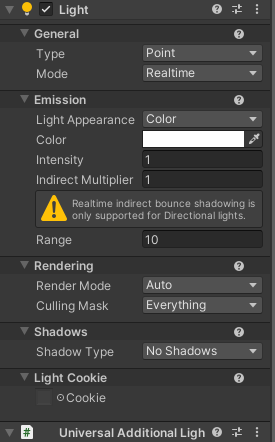 Light
General
Type Point
Mode Realtime
Emission
Light Appearance Color
Color
Intensity 1
Indirect Multiplier 1
Realtime indirect bounce shadowing is
only supported for Directional lights.
Range 10
Rendering
Render Mode Auto
Culling Mask Everything
Shadows
Shadow Type No Shadows
Light Cookie
Cookie
# Universal Additional Ligh